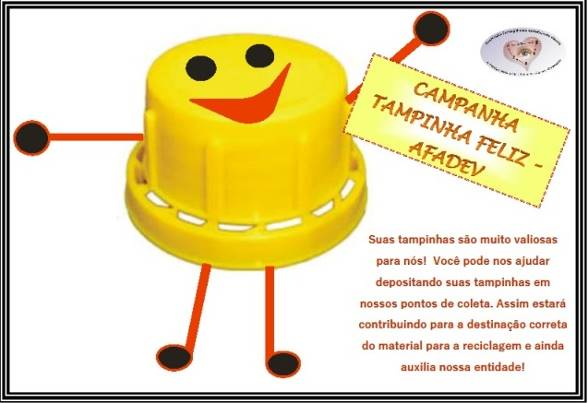 CAMPANHA
TAMPINHA FELIZ -
AFADEV
Suas tampinhas são muito valiosas
para nós! Você pode nos ajudar
depositando suas tampinhas em
nossos pontos de coleta. Assim estará
contribuindo para a destinação correta
do material para a reciclagem e ainda
auxilia nossa entidade!